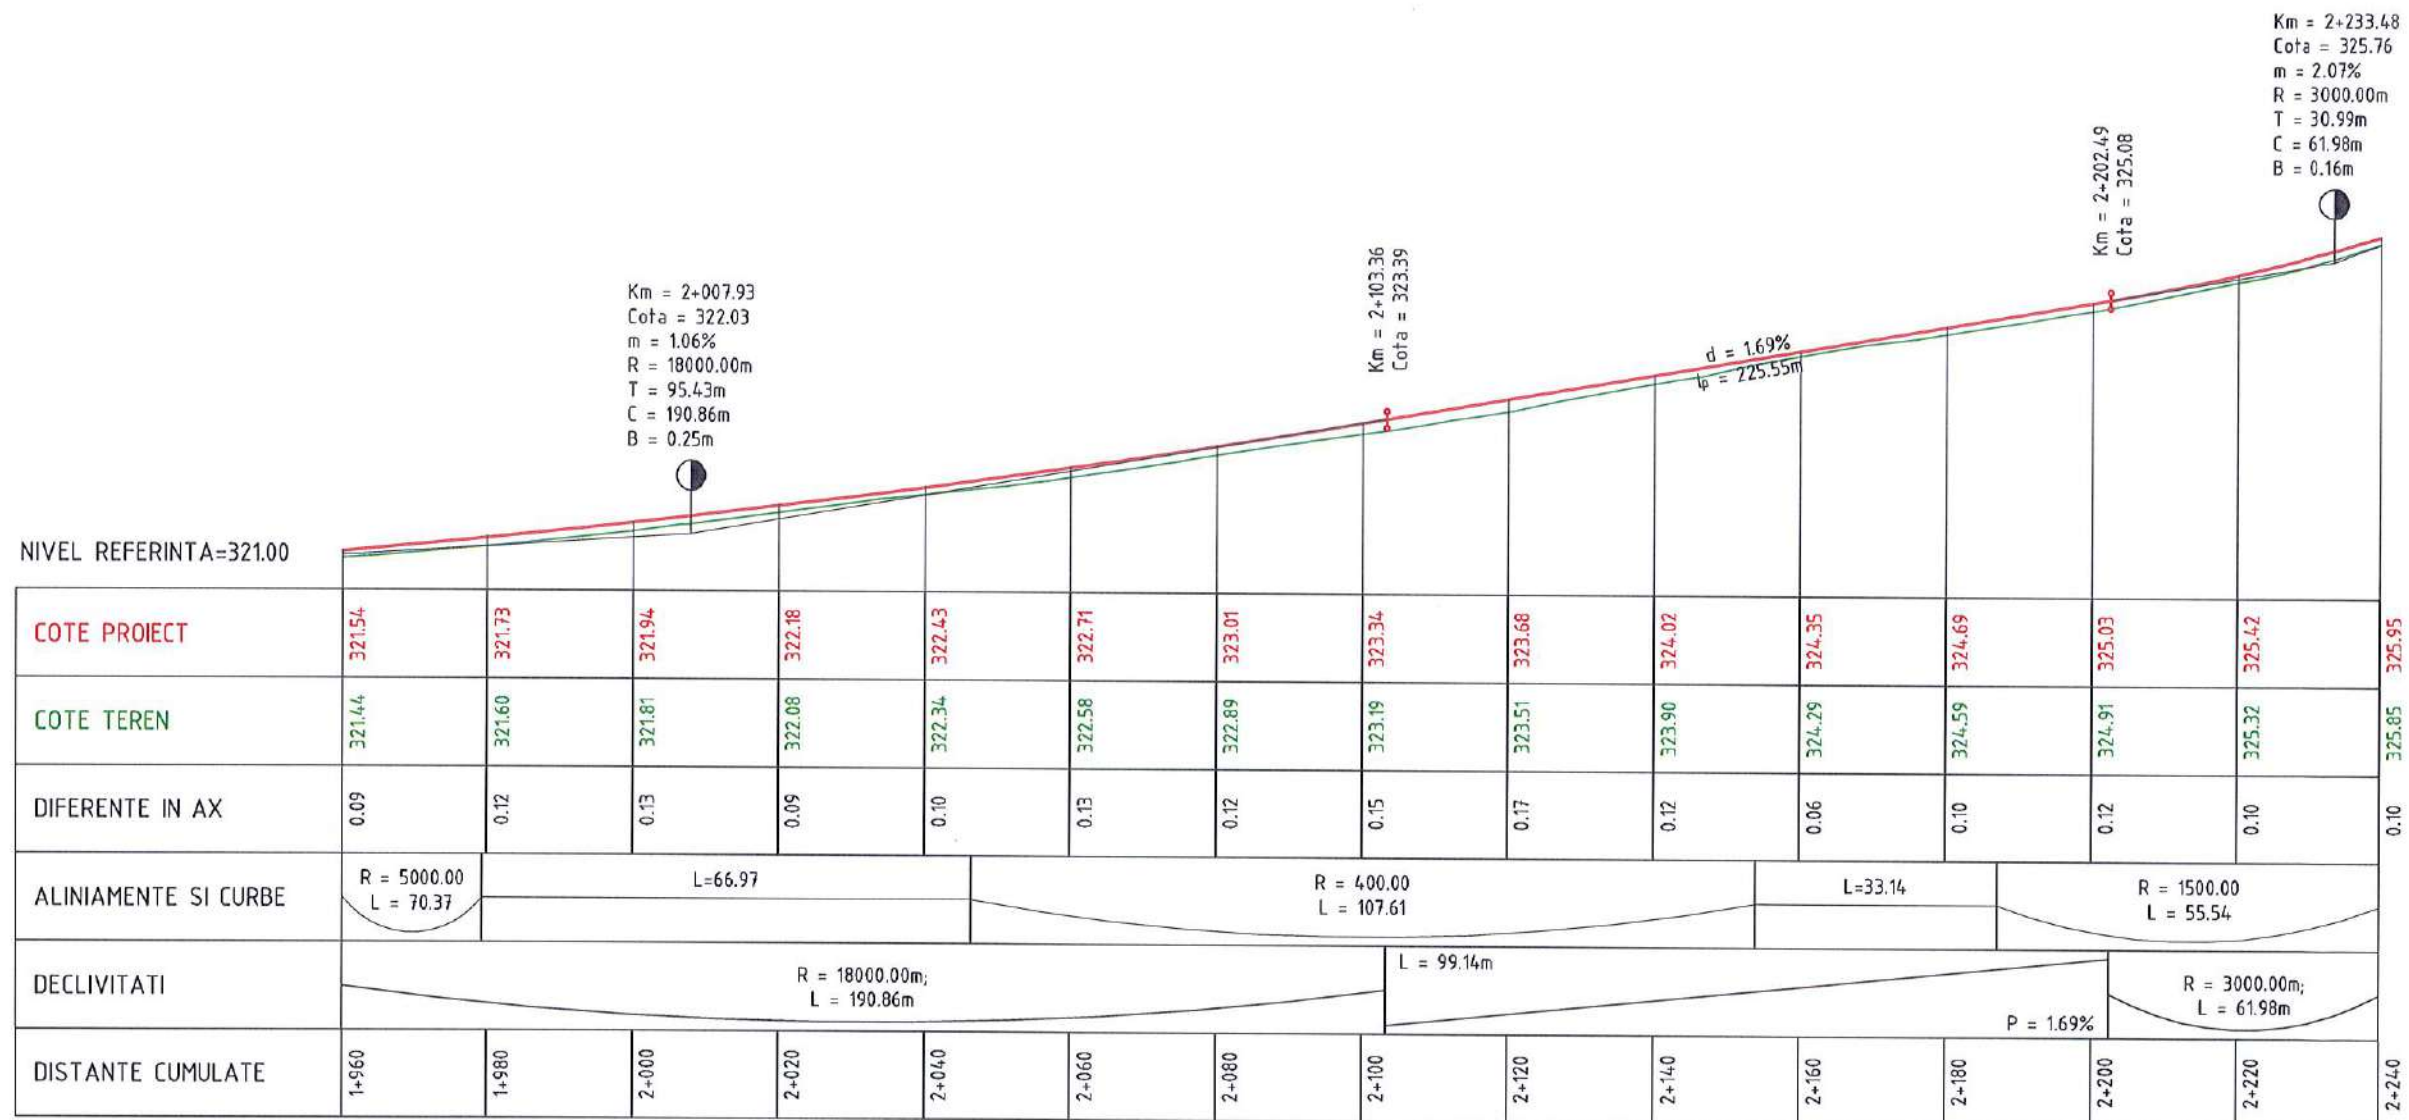 Km = 2+233.48
Cota = 325.76
m = 2.07%
R = 3000.00m
T = 30.99m
C = 61.98m
B = 0.16m
Km = 2+202.49
Cota = 325.08
Km = 2+103.36
Cota = 323.39
Km = 2+007.93
Cota = 322.03
m = 1.06%
R = 18000.00m
T = 95.43m
C = 190.86m
B = 0.25m
d = 1.69%
lp = 225.55m
NIVEL REFERINTA=321.00
COTE PROIECT 321.54 321.73 321.94 322.18 322.43 322.71 323.01 323.34 323.68 324.02 324.35 324.69 325.03 325.42 325.95
COTE TEREN 321.44 321.60 321.81 322.08 322.34 322.58 322.89 323.19 323.51 323.90 324.29 324.59 324.91 325.32 325.85
DIFERENTE IN AX 0.09 0.12 0.13 0.09 0.10 0.13 0.12 0.15 0.17 0.12 0.06 0.10 0.12 0.10 0.10
ALINIAMENTE SI CURBE
R = 5000.00
L = 70.37
L=66.97
R = 400.00
L = 107.61
L=33.14
R = 1500.00
L = 55.54
DECLIVITATI
R = 18000.00m;
L = 190.86m
L = 99.14m
P = 1.69%
R = 3000.00m;
L = 61.98m
DISTANTE CUMULATE 1+960 1+980 2+000 2+020 2+040 2+060 2+080 2+100 2+120 2+140 2+160 2+180 2+200 2+220 2+240